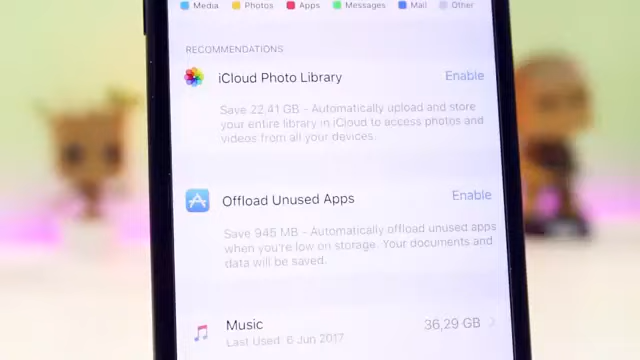 Media Photos Apps Messages Mail Other
RECOMMENDATIONS
iCloud Photo Library Enable
Save 22,41 GB - Automatically upload and store
your entire library in iCloud to access photos and
videos from all your devices.
Offload Unused Apps Enable
Save 945 MB - Automatically offload unused apps
when you're low on storage. Your documents and
data will be saved.
Music 36,29 GB
Last Used: 6 Jun 2017